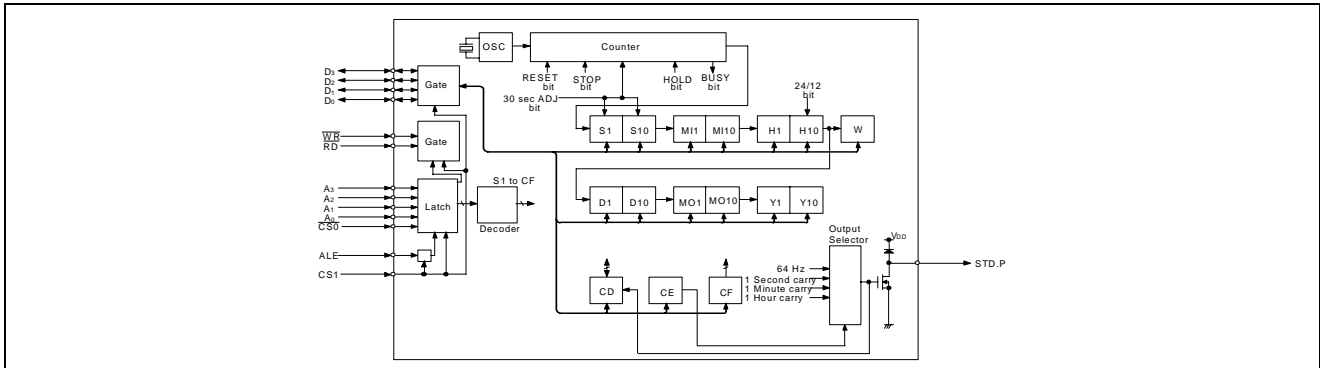 OSC
Counter
RESET bit
STOP bit
HOLD bit
BUSY bit
30 sec ADJ bit
24/12 bit
D3
D2
D1
D0
Gate
WR
RD
Gate
A3
A2
A1
A0
CS0
Latch
S1 to CF
Decoder
ALE
CS1
S1 S10 MI1 MI10 H1 H10 W
D1 D10 MO1 MO10 Y1 Y10
Output
Selector
VDD
64 Hz
1 Second carry
1 Minute carry
1 Hour carry
STD.P
CD CE CF